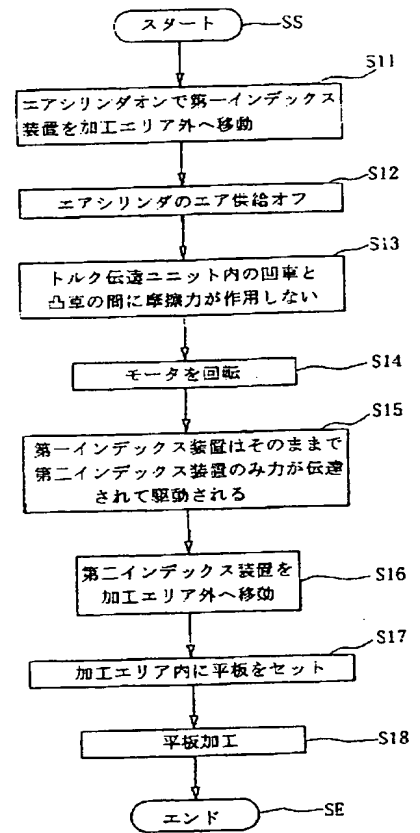 スタート
SS
S11
エアシリンダオンで第一インデックス
装置を加工エリア外へ移動
S12
エアシリンダのエア供給オフ
S13
トルク伝達ユニット内の凹車と
凸車の間に摩擦力が作用しない
S14
モータを回転
S15
第一インデックス装置はそのままで
第二インデックス装置のみ力が伝達
されて駆動される
第二インデックス装置を
加工エリア外へ移動
S16
S17
加工エリア内に平板をセット
平板加工
S18
エンド
SE